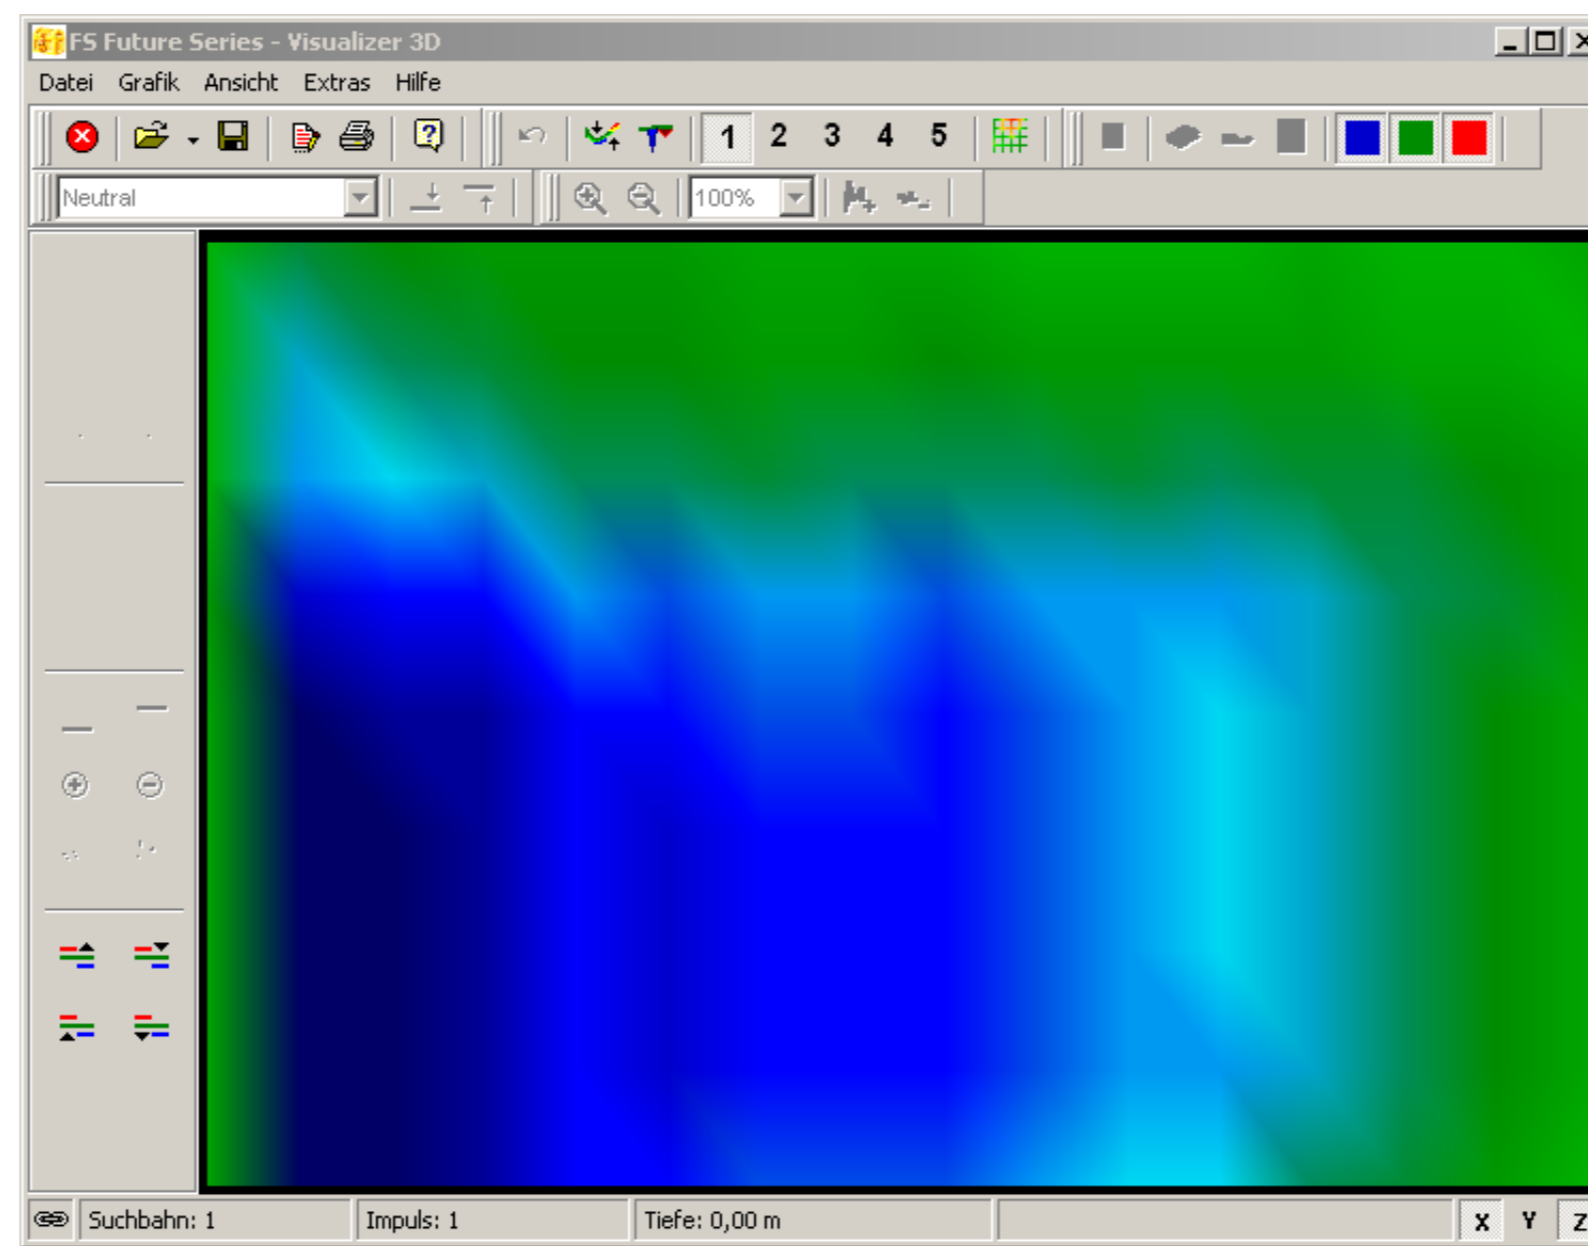 FS Future Series - Visualizer 3D
Datei Grafik Ansicht Extras Hilfe
1 2 3 4 5
Neutral 100%
Suchbahn: 1 Impuls: 1 Tiefe: 0,00 m X Y Z